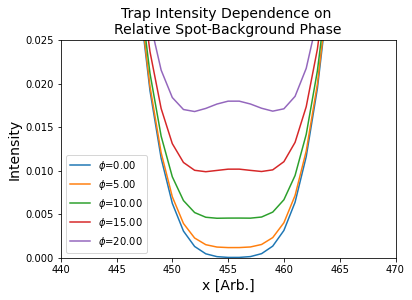 Trap Intensity Dependence on
Relative Spot-Background Phase
Intensity
0.025
0.020
0.015
0.010
0.005
0.000
ϕ=0.00
ϕ=5.00
ϕ=10.00
ϕ=15.00
ϕ=20.00
440 445 450 455 460 465 470
x [Arb.]